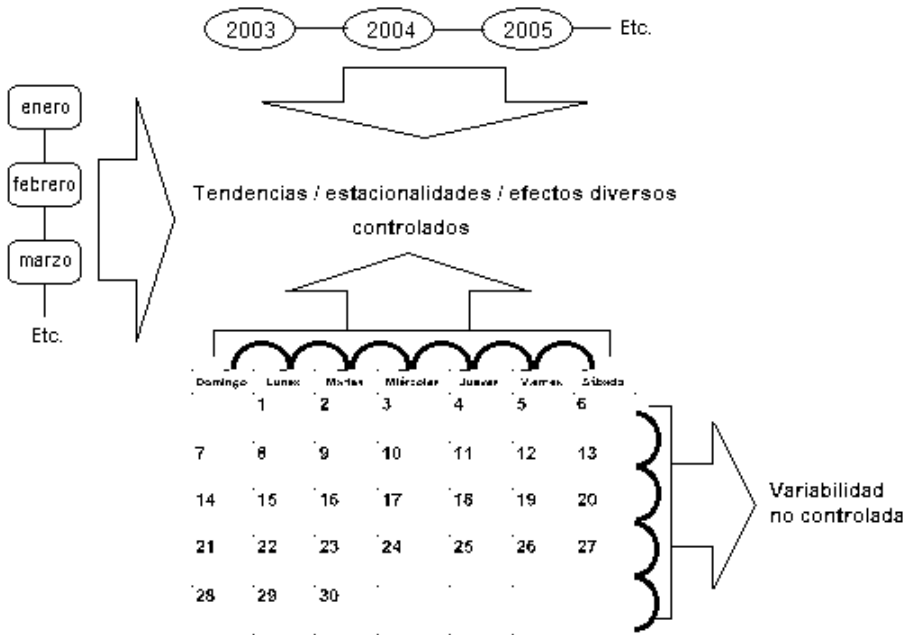 2003 2004 2005 Etc.
enero
febrero
marzo
Etc.
Tendencias / estacionalidades / efectos diversos
controlados
Domingo Lunes Martes Miércoles Jueves Viernes Sábado
1 2 3 4 5 6
7 8 9 10 11 12 13
14 15 16 17 18 19 20
21 22 23 24 25 26 27
28 29 30
Variabilidad
no controlada